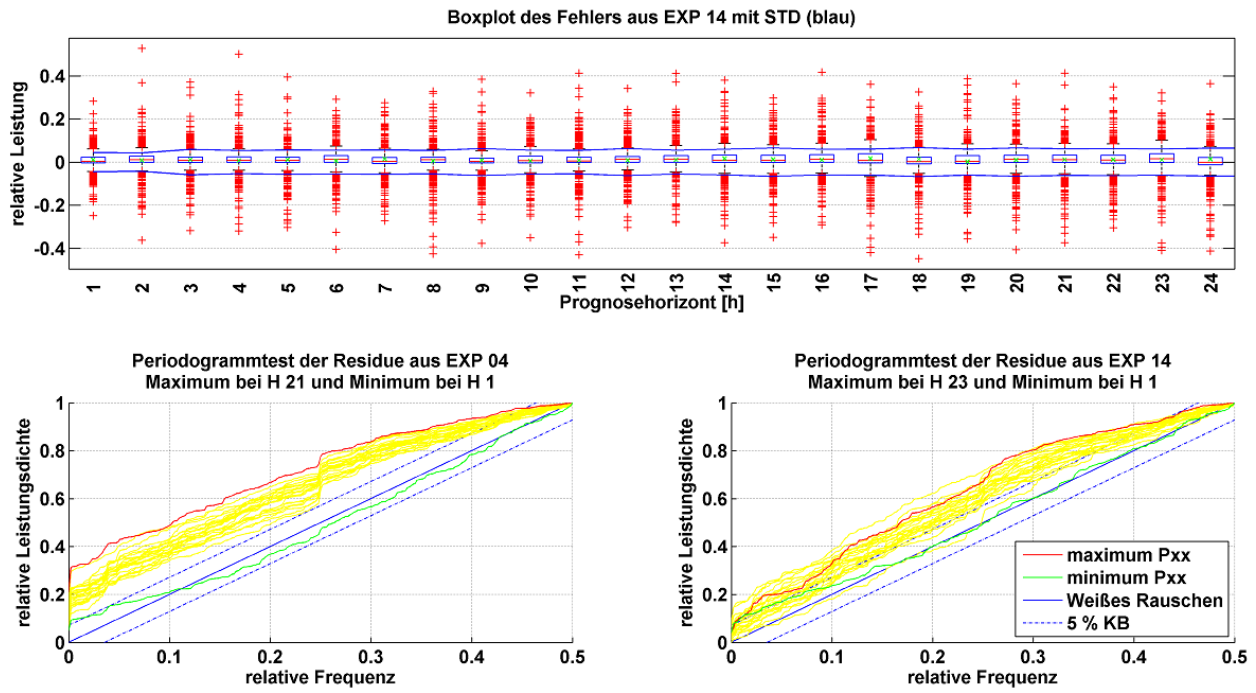 Boxplot des Fehlers aus EXP 14 mit STD (blau)
relative Leistung
0.4
0.2
0
-0.2
-0.4
1 2 3 4 5 6 7 8 9 10 11 12 13 14 15 16 17 18 19 20 21 22 23 24
Prognosehorizont [h]
Periodogrammtest der Residue aus EXP 04
Maximum bei H 21 und Minimum bei H 1
relative Leistungsdichte
1
0.8
0.6
0.4
0.2
0
0 0.1 0.2 0.3 0.4 0.5
relative Frequenz
Periodogrammtest der Residue aus EXP 14
Maximum bei H 23 und Minimum bei H 1
relative Leistungsdichte
1
0.8
0.6
0.4
0.2
0
0 0.1 0.2 0.3 0.4 0.5
relative Frequenz
maximum Pxx
minimum Pxx
Weißes Rauschen
5 % KB